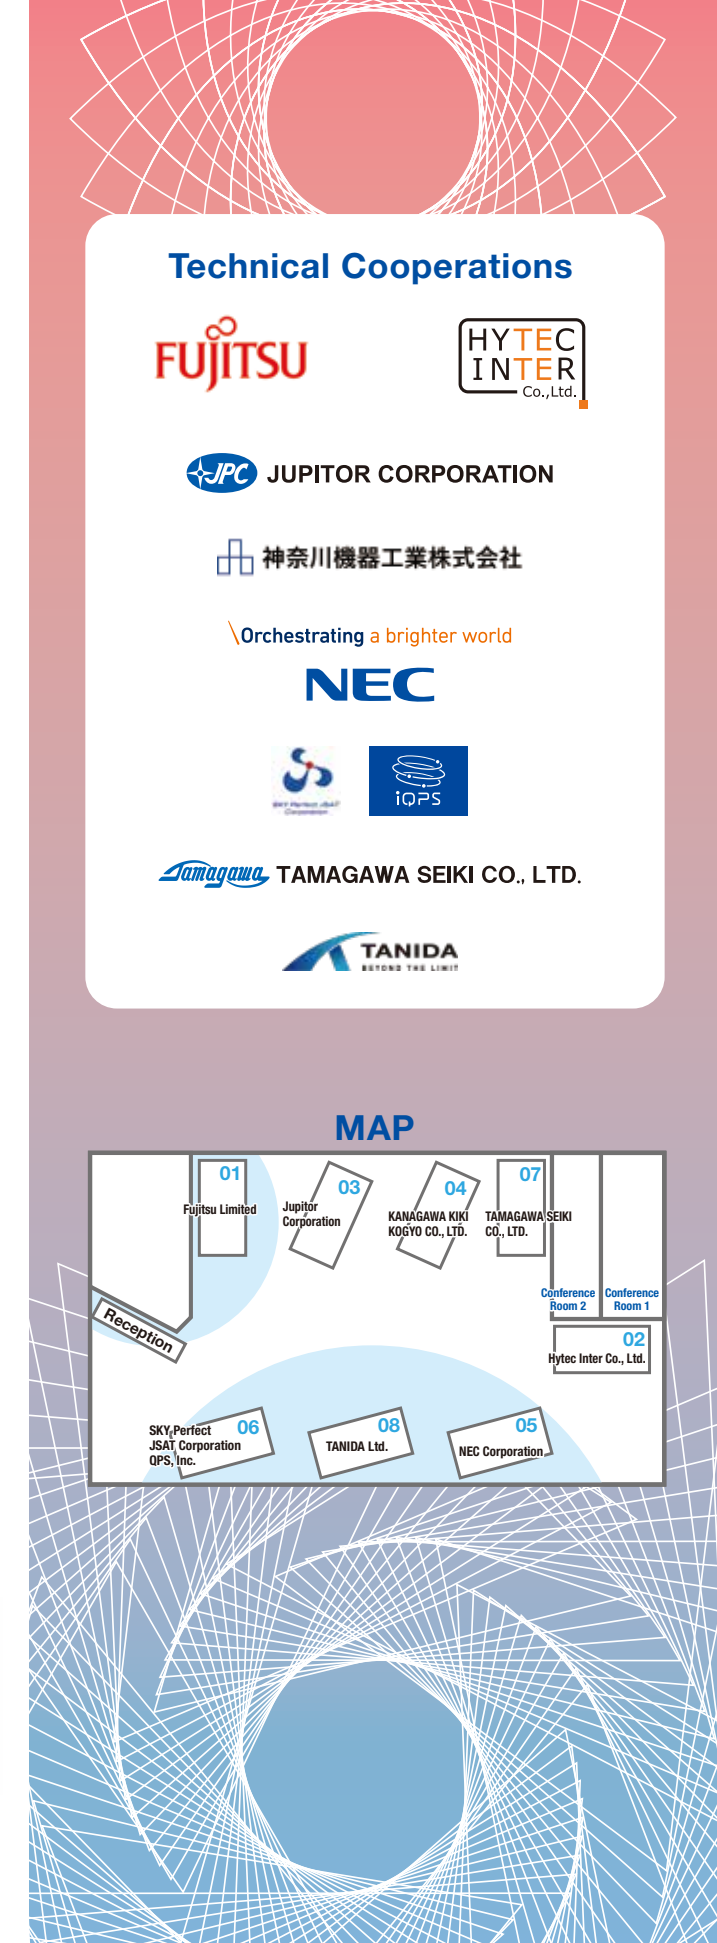 Technical Cooperations
FUJITSU
HYTEC
INTER
Co.,Ltd.
JPC JUPITOR CORPORATION
神奈川機器工業株式会社
\Orchestrating a brighter world
NEC
SKY Perfect JSAT
Corporation
iQPS
Tamagawa TAMAGAWA SEIKI CO., LTD.
TANIDA
BEYOND THE LIMIT
MAP
01
Fujitsu Limited
03
Jupitor
Corporation
04
KANAGAWA KIKI
KOGYO CO., LTD.
07
TAMAGAWA SEIKI
CO., LTD.
Conference
Room 2
Conference
Room 1
Reception
02
Hytec Inter Co., Ltd.
06
SKY Perfect
JSAT Corporation
QPS, Inc.
08
TANIDA Ltd.
05
NEC Corporation